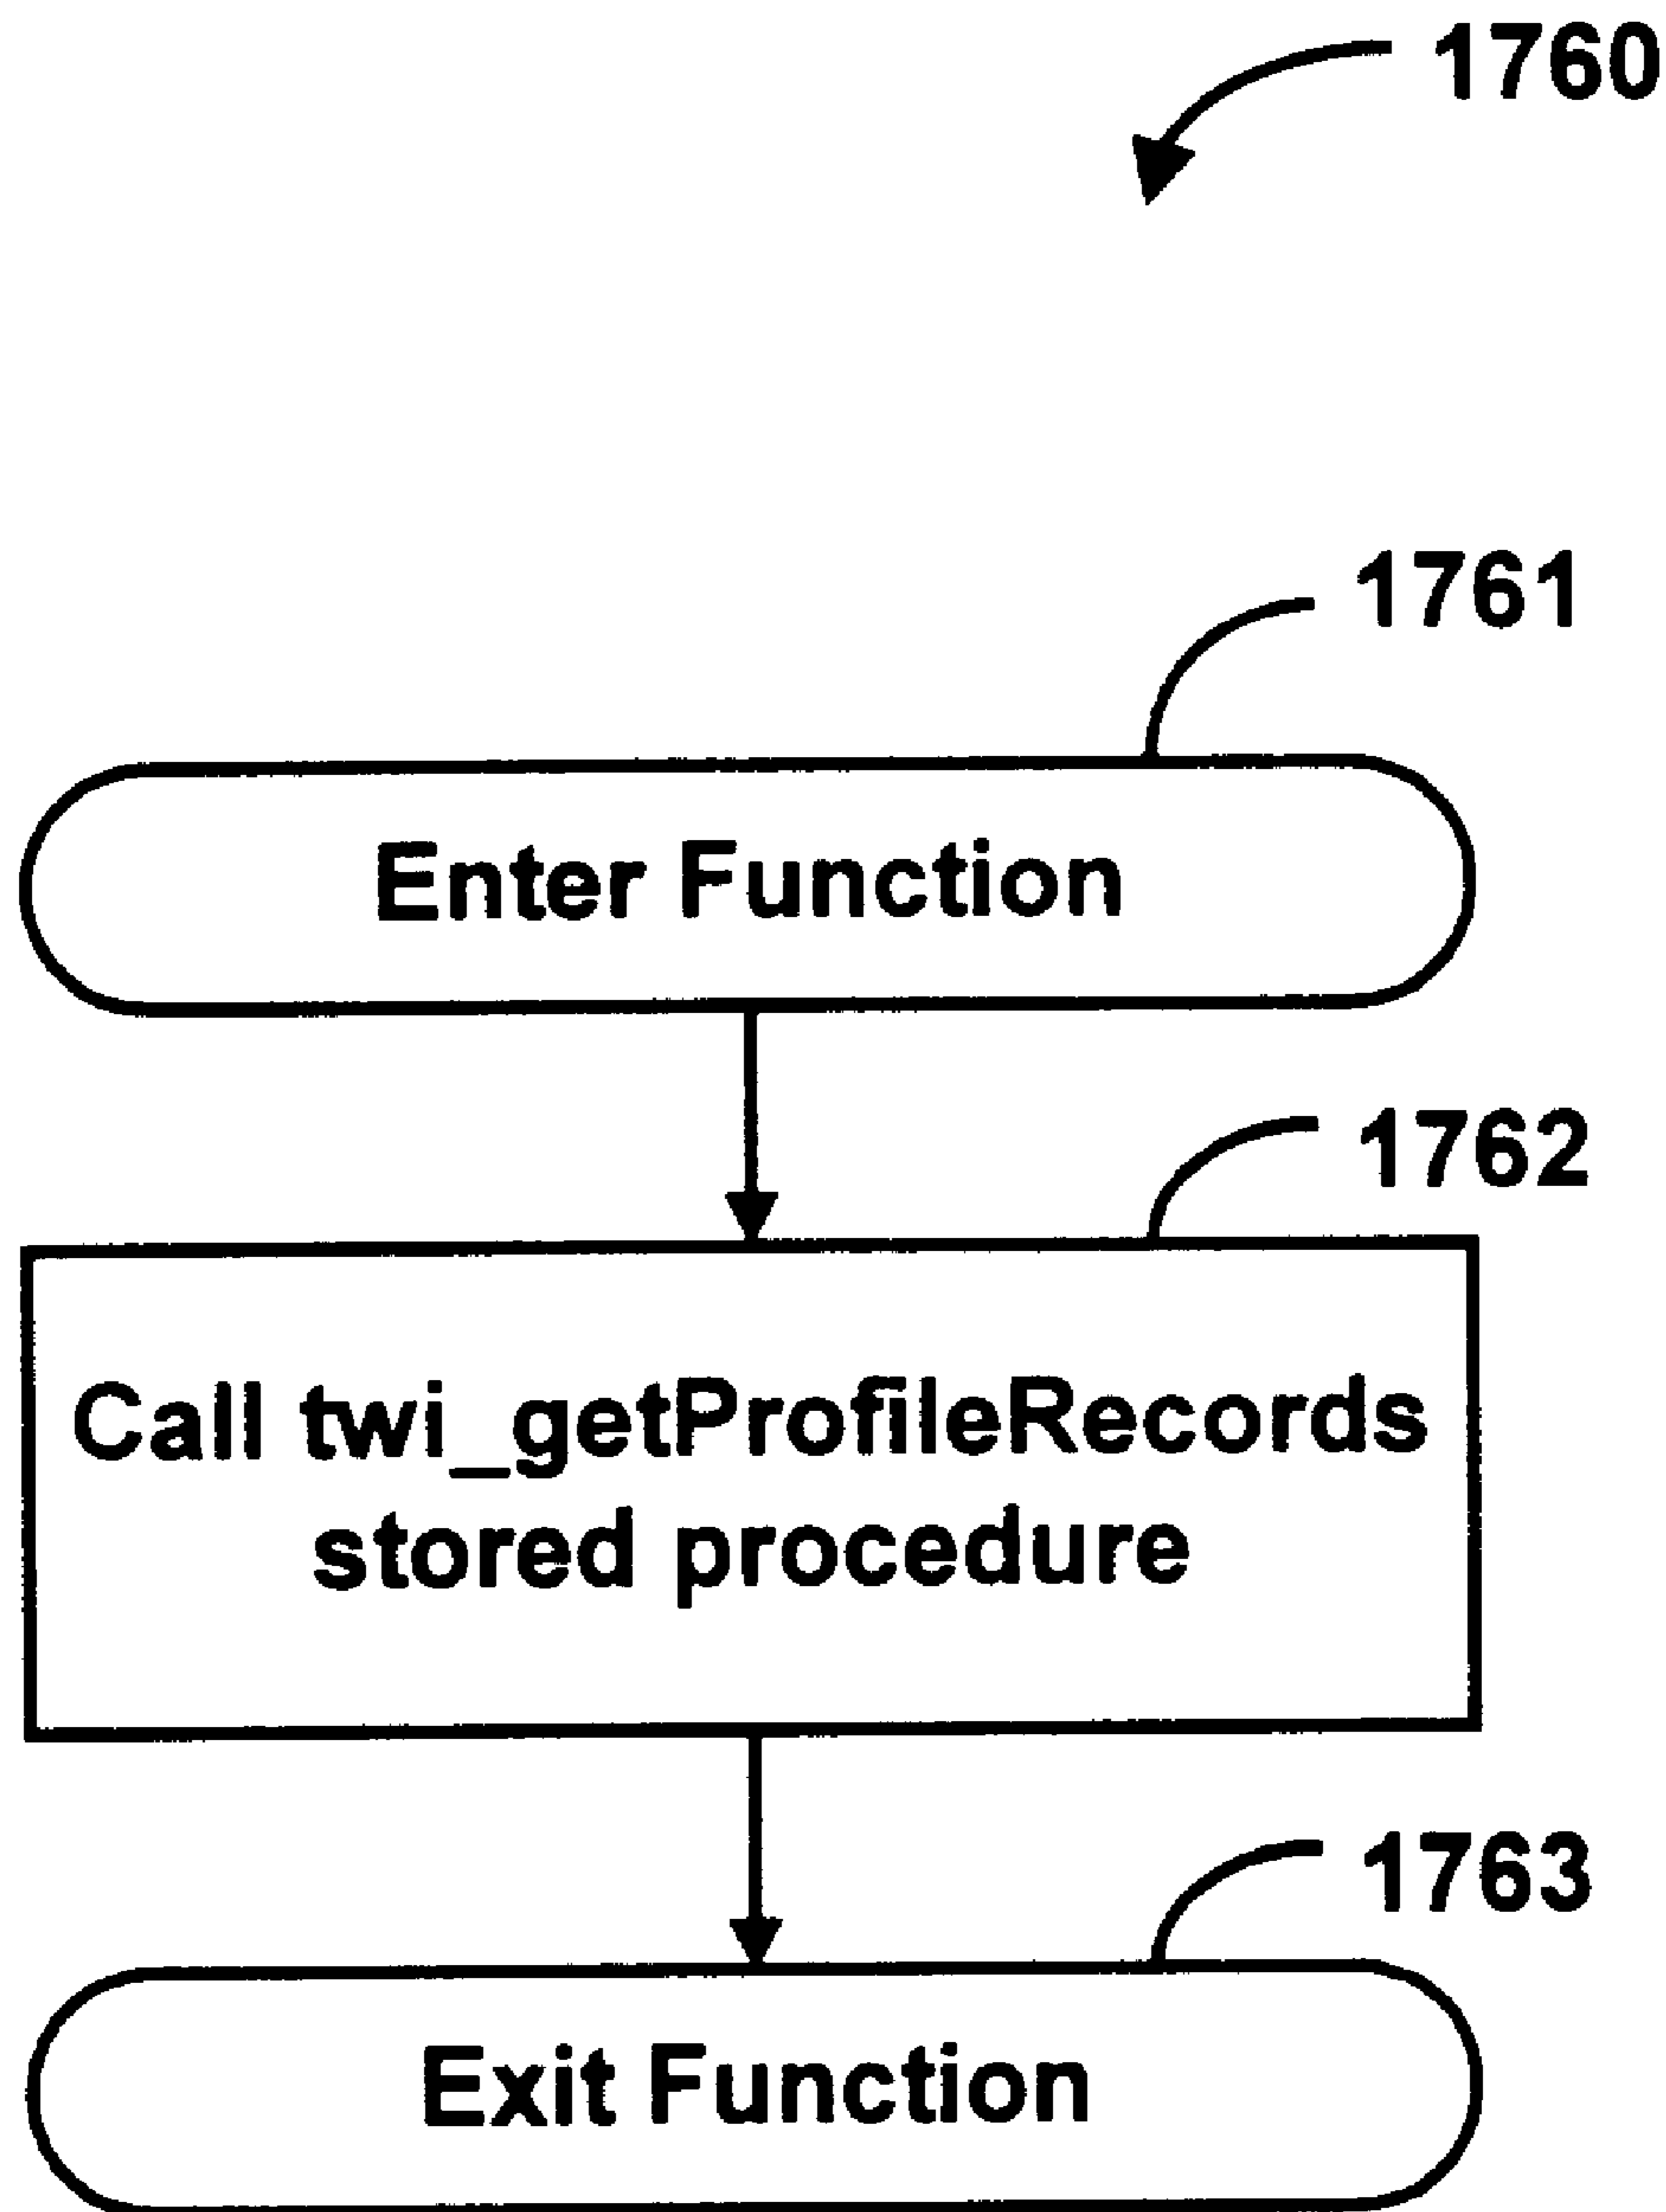 1760
1761
Enter Function
1762
Call twi_getProfileRecords
stored procedure
1763
Exit Function